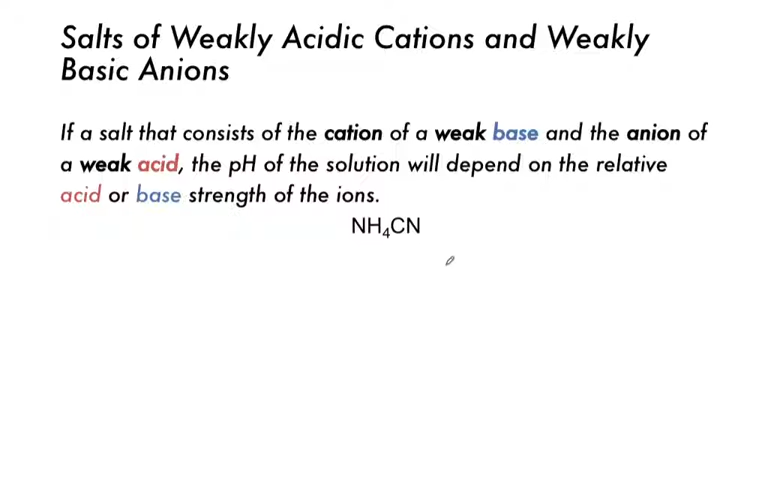 Salts of Weakly Acidic Cations and Weakly
Basic Anions
If a salt that consists of the cation of a weak base and the anion of
a weak acid, the pH of the solution will depend on the relative
acid or base strength of the ions.
NH₄CN